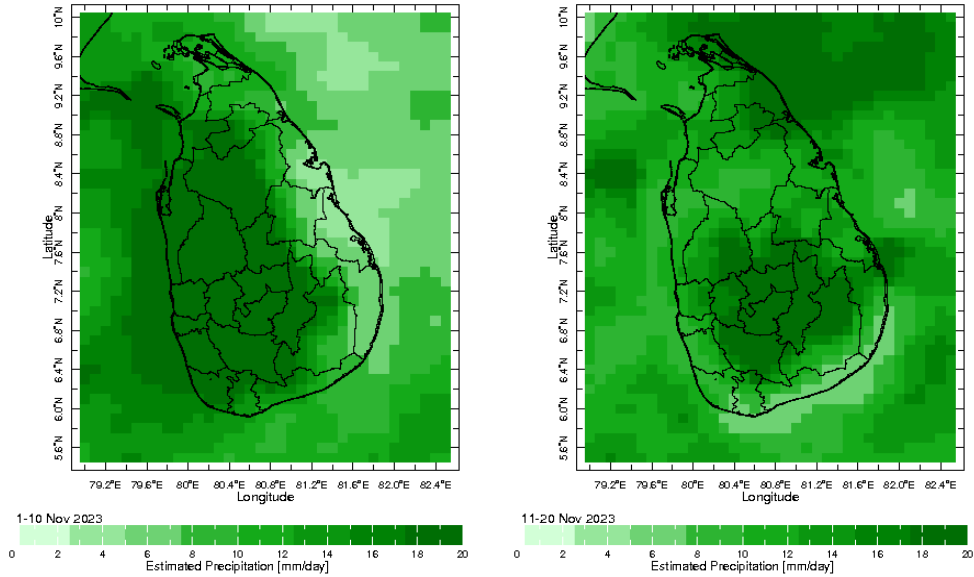 10°N
9.6°N
9.2°N
8.8°N
8.4°N
8°N
7.6°N
7.2°N
6.8°N
6.4°N
6.0°N
5.6°N
Latitude
79.2°E 79.6°E 80°E 80.4°E 80.8°E 81.2°E 81.6°E 82.0°E 82.4°E
Longitude
1-10 Nov 2023
0 2 4 6 8 10 12 14 16 18 20
Estimated Precipitation [mm/day]
10°N
9.6°N
9.2°N
8.8°N
8.4°N
8°N
7.6°N
7.2°N
6.8°N
6.4°N
6.0°N
5.6°N
Latitude
79.2°E 79.6°E 80°E 80.4°E 80.8°E 81.2°E 81.6°E 82.0°E 82.4°E
Longitude
11-20 Nov 2023
0 2 4 6 8 10 12 14 16 18 20
Estimated Precipitation [mm/day]